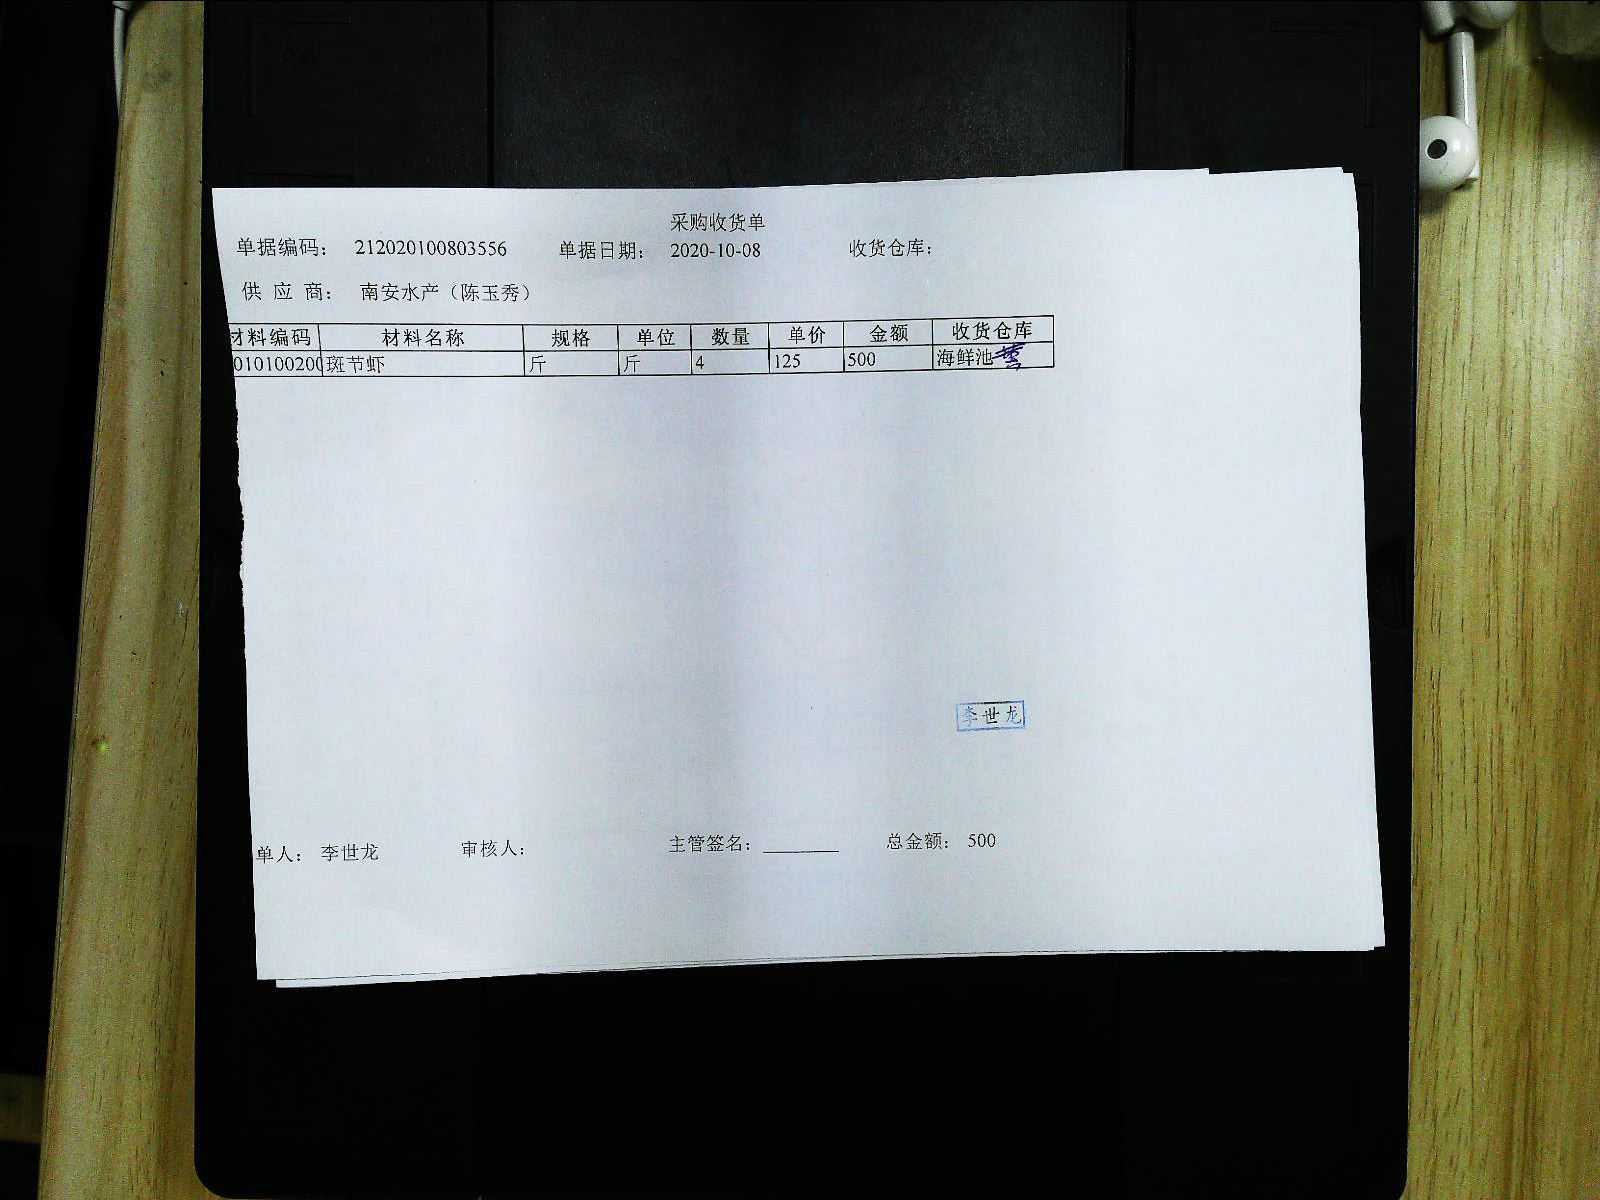 采购收货单
单据编码: 212020100803556 单据日期: 2020-10-08 收货仓库:
供 应 商: 南安水产（陈玉秀）
材料编码 材料名称 规格 单位 数量 单价 金额 收货仓库
010100200 斑节虾 斤 斤 4 125 500 海鲜池
李世龙
单人: 李世龙 审核人: 主管签名: ________ 总金额: 500